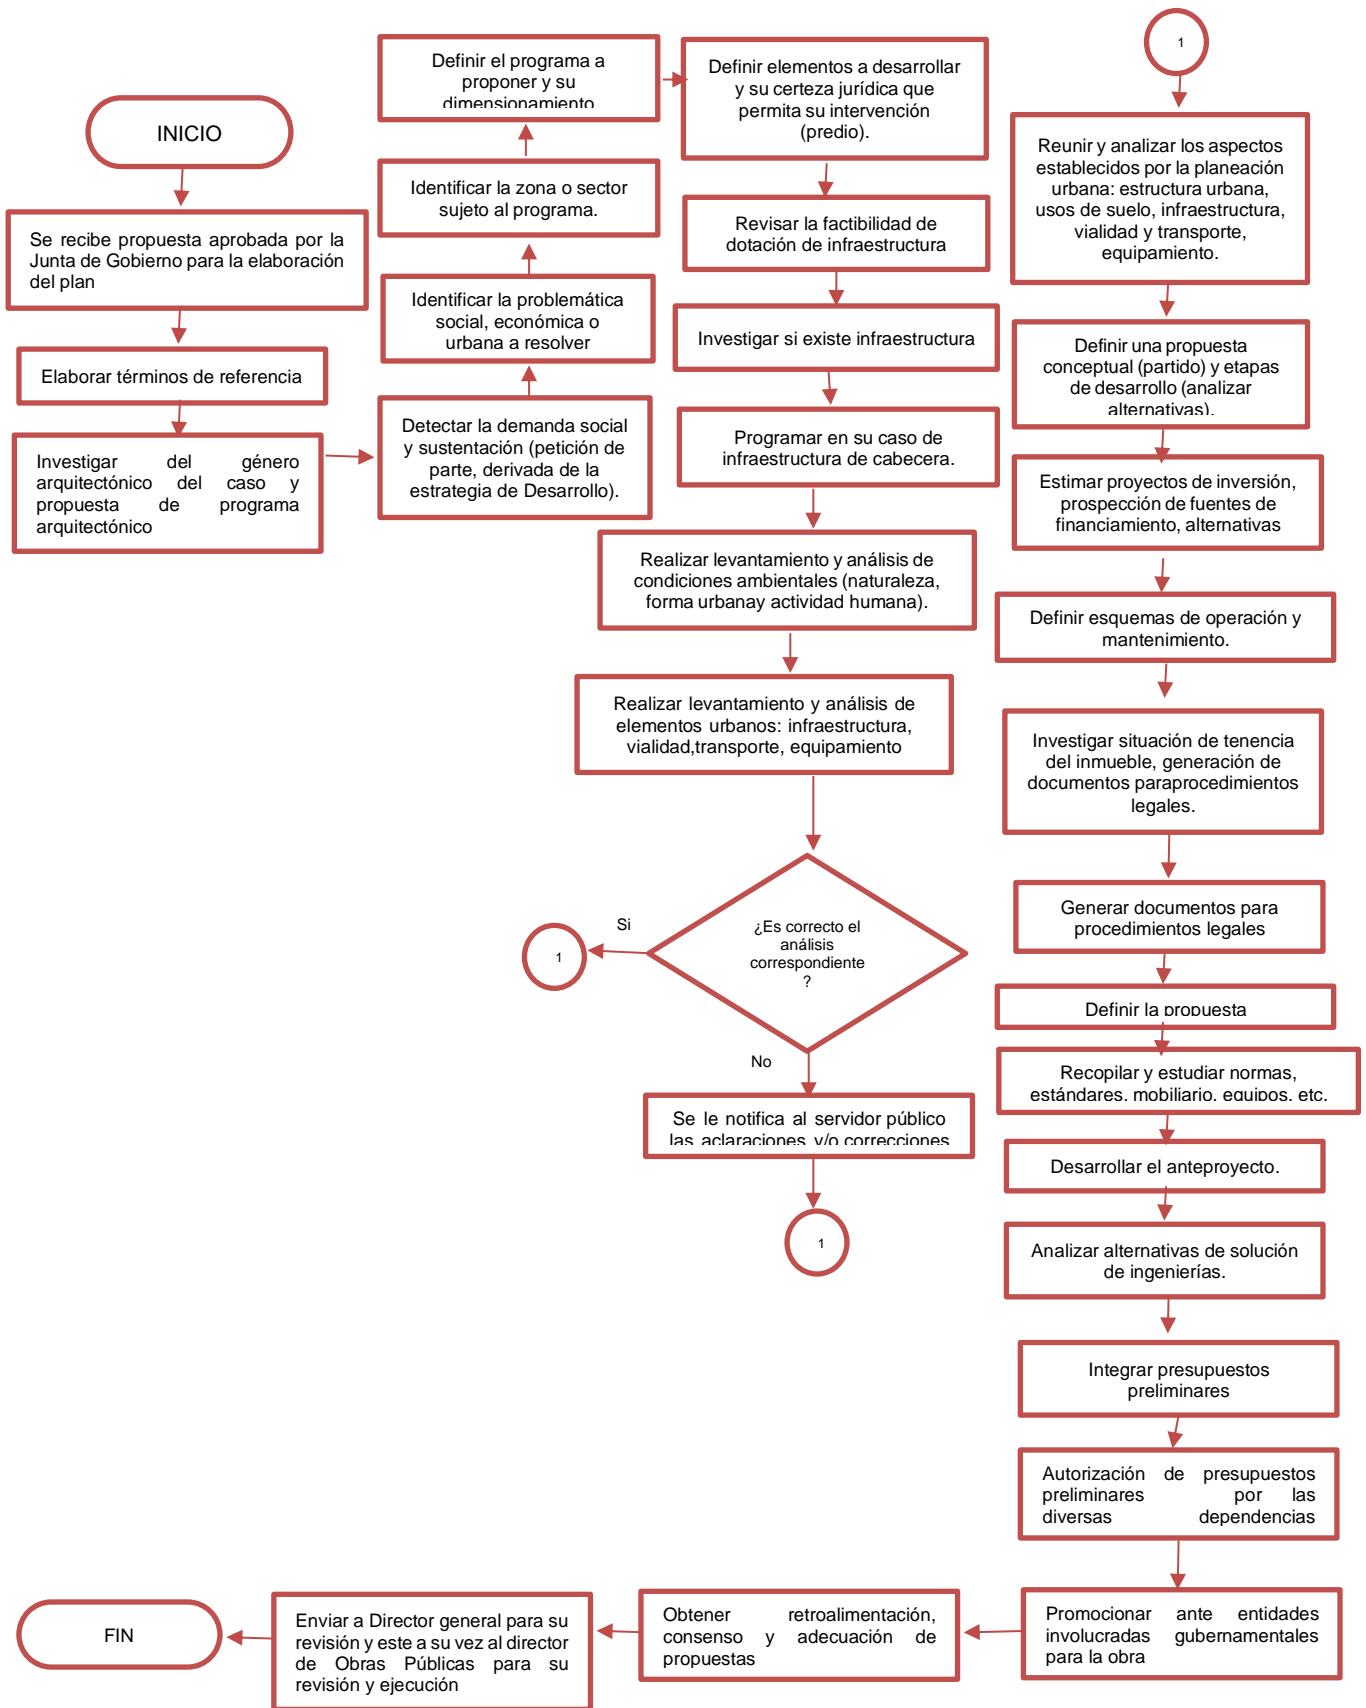 INICIO
Se recibe propuesta aprobada por la
Junta de Gobierno para la elaboración
del plan
Elaborar términos de referencia
Investigar del género
arquitectónico del caso y
propuesta de programa
arquitectónico
Detectar la demanda social
y sustentación (petición de
parte, derivada de la
estrategia de Desarrollo).
Identificar la problemática
social, económica o
urbana a resolver
Identificar la zona o sector
sujeto al programa.
Definir el programa a
proponer y su
dimensionamiento
Definir elementos a desarrollar
y su certeza jurídica que
permita su intervención
(predio).
Revisar la factibilidad de
dotación de infraestructura
Investigar si existe infraestructura
Programar en su caso de
infraestructura de cabecera.
Realizar levantamiento y análisis de
condiciones ambientales (naturaleza,
forma urbanay actividad humana).
Realizar levantamiento y análisis de
elementos urbanos: infraestructura,
vialidad,transporte, equipamiento
¿Es correcto el
análisis
correspondiente
?
Si
1
No
Se le notifica al servidor público
las aclaraciones y/o correcciones
1
1
Reunir y analizar los aspectos
establecidos por la planeación
urbana: estructura urbana,
usos de suelo, infraestructura,
vialidad y transporte,
equipamiento.
Definir una propuesta
conceptual (partido) y etapas
de desarrollo (analizar
alternativas).
Estimar proyectos de inversión,
prospección de fuentes de
financiamiento, alternativas
Definir esquemas de operación y
mantenimiento.
Investigar situación de tenencia
del inmueble, generación de
documentos paraprocedimientos
legales.
Generar documentos para
procedimientos legales
Definir la propuesta
Recopilar y estudiar normas,
estándares, mobiliario, equipos, etc.
Desarrollar el anteproyecto.
Analizar alternativas de solución
de ingenierías.
Integrar presupuestos
preliminares
Autorización de presupuestos
preliminares por las
diversas dependencias
Promocionar ante entidades
involucradas gubernamentales
para la obra
Obtener retroalimentación,
consenso y adecuación de
propuestas
Enviar a Director general para su
revisión y este a su vez al director
de Obras Públicas para su
revisión y ejecución
FIN